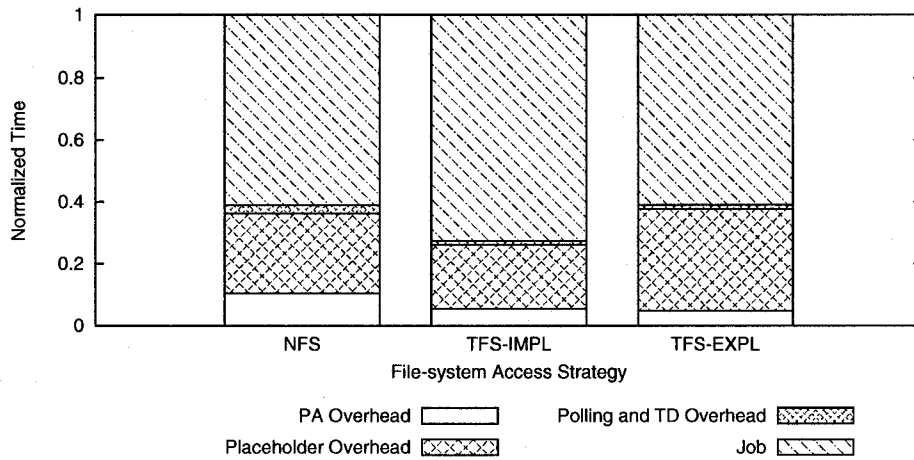 1
0.8
0.6
0.4
0.2
0
Normalized Time
NFS TFS-IMPL TFS-EXPL
File-system Access Strategy
PA Overhead Polling and TD Overhead
Placeholder Overhead Job